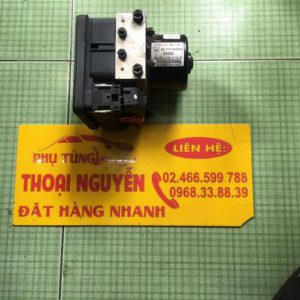 PHỤ TÙNG
THOẠI NGUYỄN
ĐẶT HÀNG NHANH
LIÊN HỆ:
02.466.599 788
0968.33.88.39